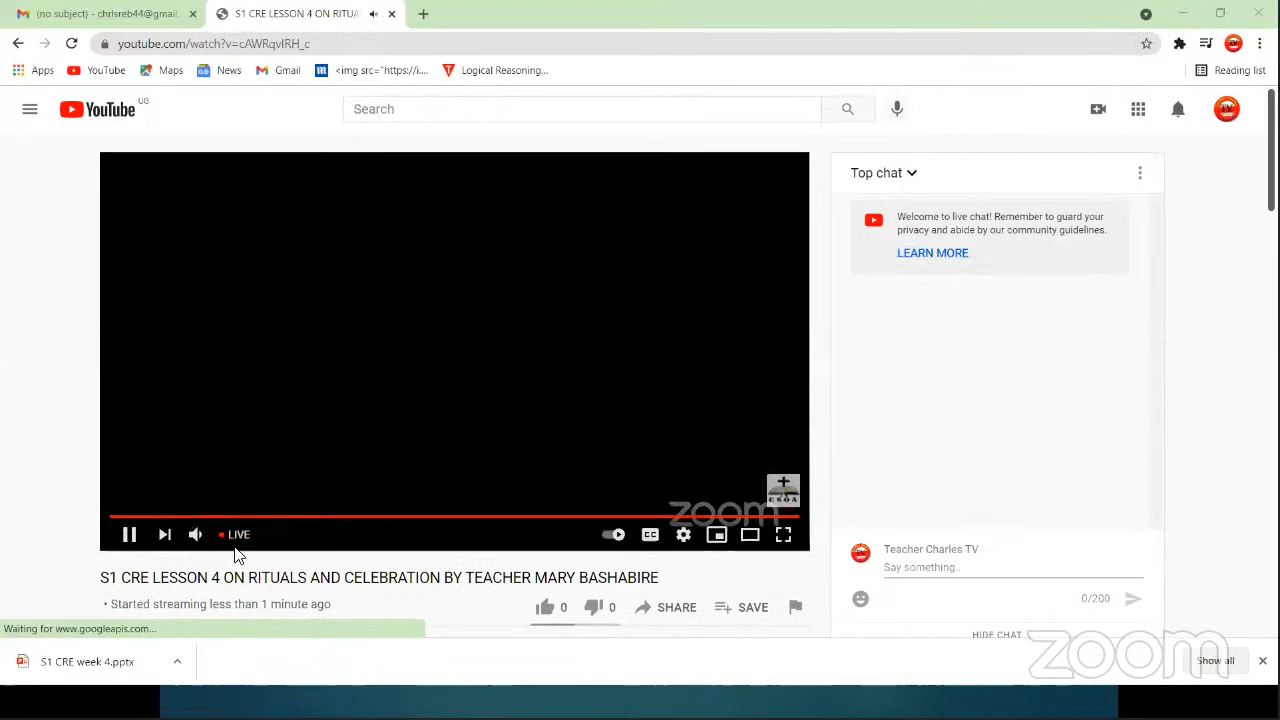 (no subject) - chrlsreb44@gmail.
S1 CRE LESSON 4 ON RITUA
youtube.com/watch?v=cAWRqvIRH_c
Apps
YouTube
Maps
News
Gmail
<img src="https://i....
Logical Reasoning...
Reading list
YouTube UG
Search
Top chat
Welcome to live chat! Remember to guard your
privacy and abide by our community guidelines.
LEARN MORE
CSOA
zoom
LIVE
CC
S1 CRE LESSON 4 ON RITUALS AND CELEBRATION BY TEACHER MARY BASHABIRE
• Started streaming less than 1 minute ago
0
0
SHARE
SAVE
Teacher Charles TV
Say something..
0/200
HIDE CHAT
Waiting for www.googleapis.com...
S1 CRE week 4.pptx
Show all
zoom